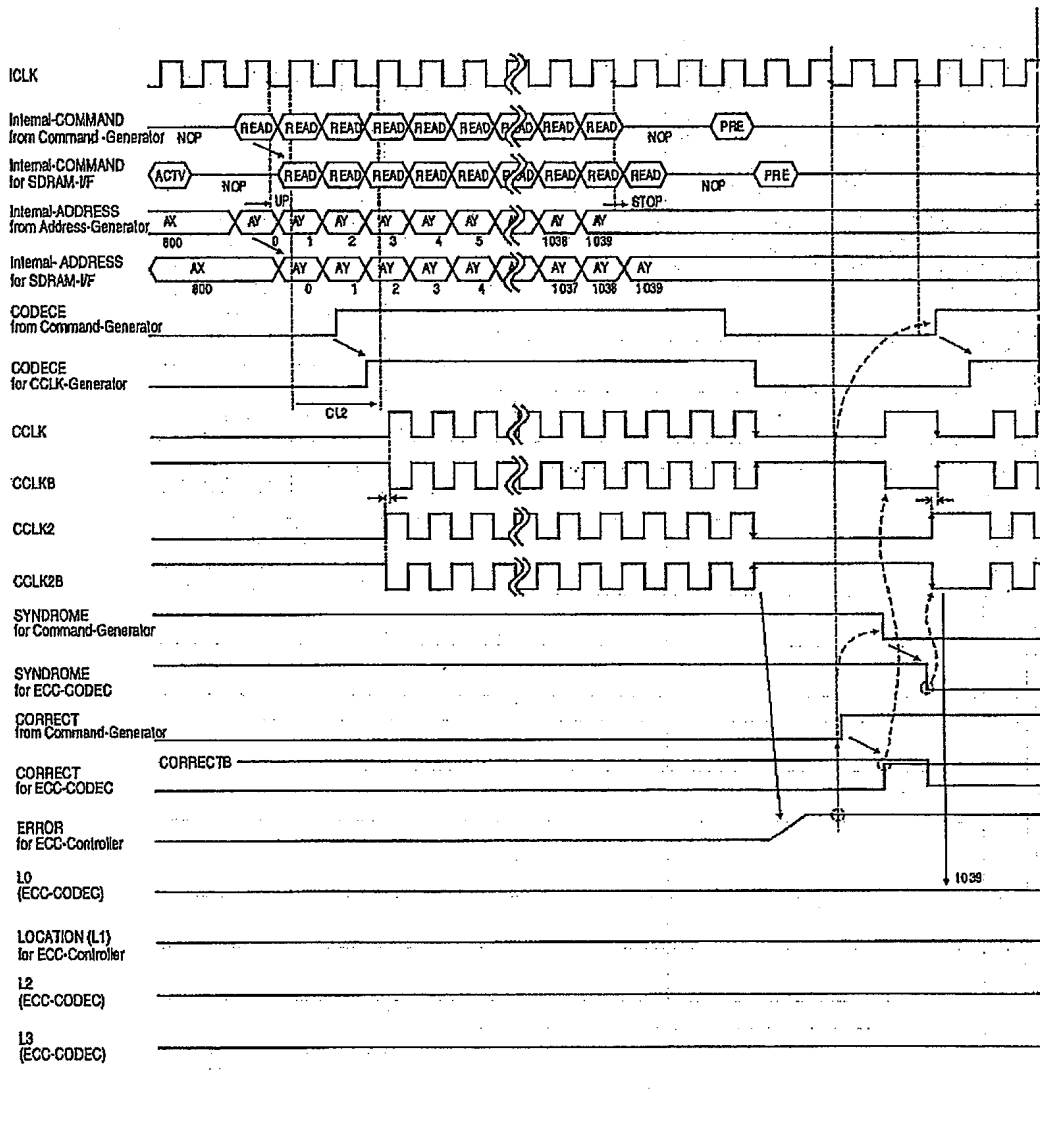 ICLK
Internal-COMMAND
from Command-Generator NOP READ READ READ READ READ READ READ READ READ NOP PRE
Internal-COMMAND
for SDRAM-I/F ACTV NOP READ READ READ READ READ READ READ READ READ NOP PRE
UP STOP
Internal-ADDRESS
from Address-Generator AX AY AY AY AY AY AY A AY AY
800 0 1 2 3 4 5 1038 1039
Internal-ADDRESS
for SDRAM-I/F AX AY AY AY AY AY A AY AY AY
800 0 1 2 3 4 1037 1038 1039
CODECE
from Command-Generator
CODECE
for CCLK-Generator
CL2
CCLK
CCLKB
CCLK2
CCLK2B
SYNDROME
for Command-Generator
SYNDROME
for ECC-CODEC
CORRECT
from Command-Generator
CORRECTB
CORRECT
for ECC-CODEC
ERROR
for ECC-Controller
L0
(ECC-CODEC)
1039
LOCATION (L1)
for ECC-Controller
L2
(ECC-CODEC)
L3
(ECC-CODEC)